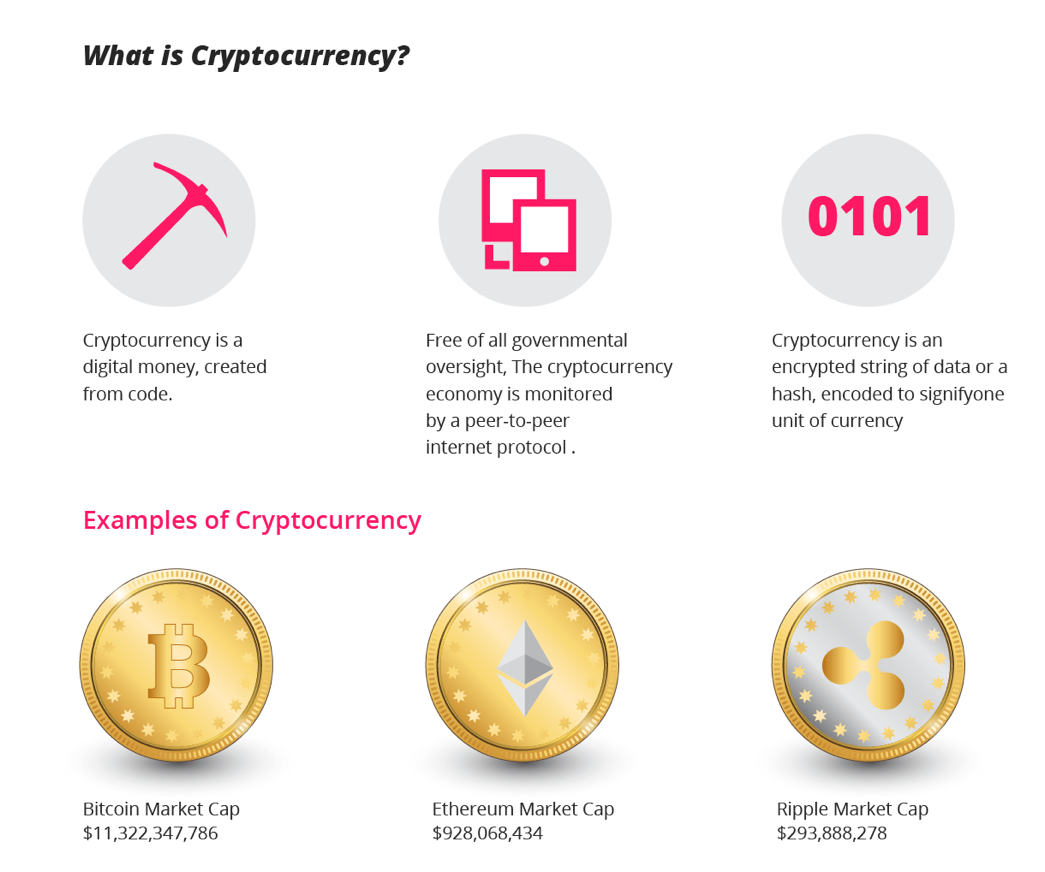 What is Cryptocurrency?
0101
Cryptocurrency is a
digital money, created
from code.
Free of all governmental
oversight, The cryptocurrency
economy is monitored
by a peer-to-peer
internet protocol .
Cryptocurrency is an
encrypted string of data or a
hash, encoded to signifyone
unit of currency
Examples of Cryptocurrency
Bitcoin Market Cap
$11,322,347,786
Ethereum Market Cap
$928,068,434
Ripple Market Cap
$293,888,278